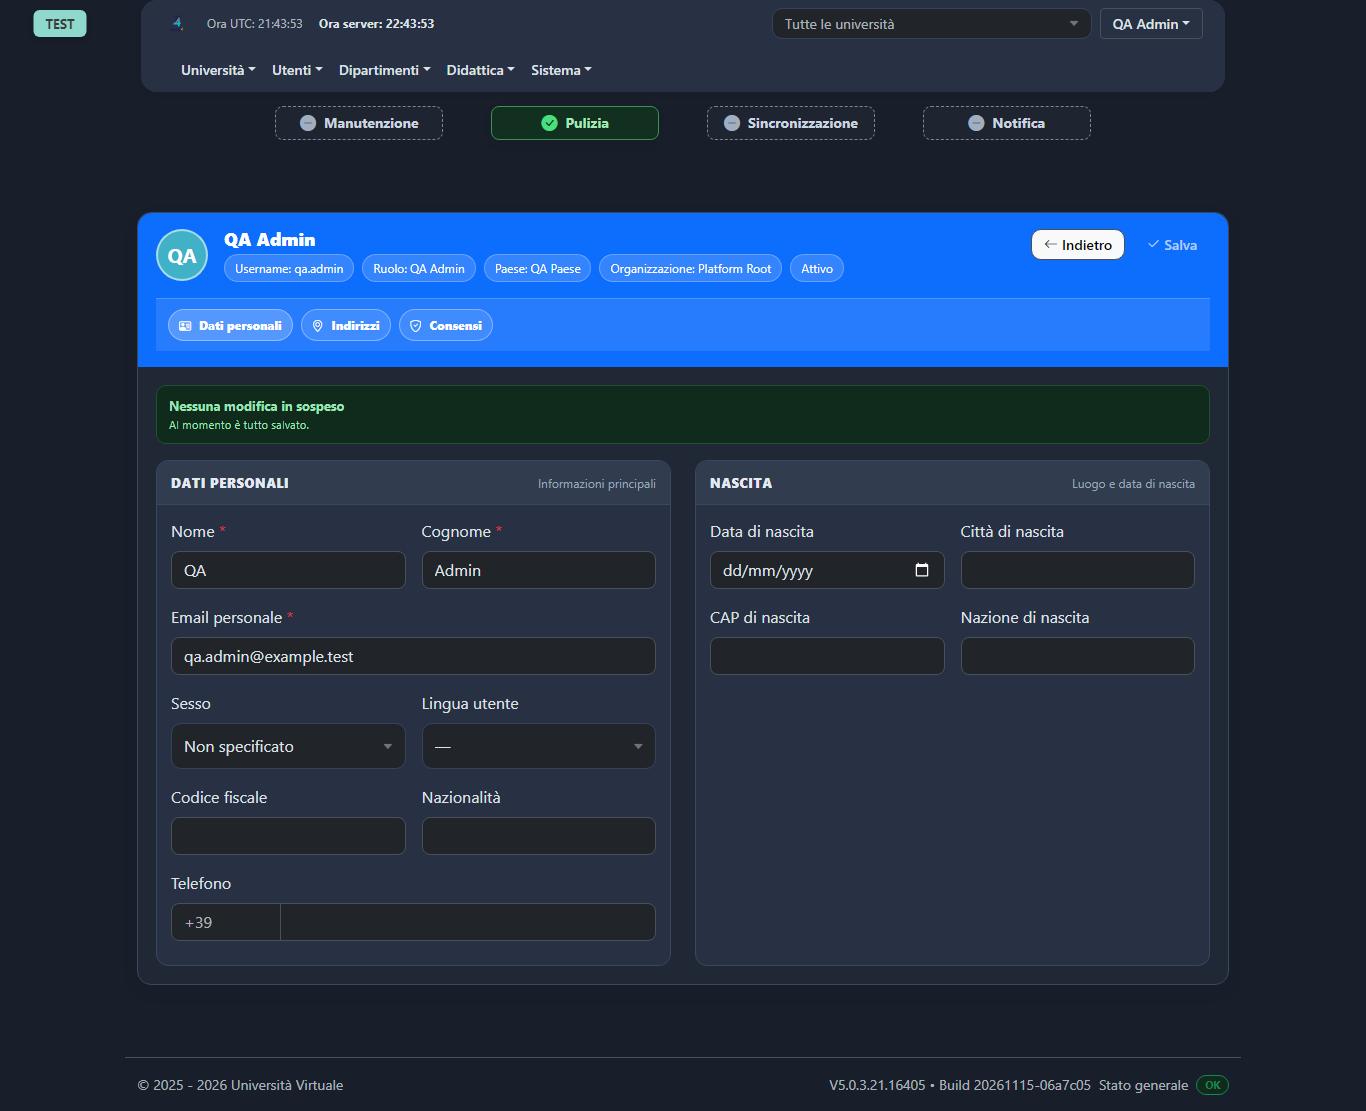 TEST
Ora UTC: 21:43:53 Ora server: 22:43:53
Tutte le università
QA Admin
Università Utenti Dipartimenti Didattica Sistema
Manutenzione Pulizia Sincronizzazione Notifica
QA
QA Admin
Username: qa.admin Ruolo: QA Admin Paese: QA Paese Organizzazione: Platform Root Attivo
Indietro Salva
Dati personali Indirizzi Consensi
Nessuna modifica in sospeso
Al momento è tutto salvato.
DATI PERSONALI Informazioni principali
Nome * Cognome *
QA Admin
Email personale *
qa.admin@example.test
Sesso Lingua utente
Non specificato —
Codice fiscale Nazionalità
Telefono
+39
NASCITA Luogo e data di nascita
Data di nascita Città di nascita
dd/mm/yyyy
CAP di nascita Nazione di nascita
© 2025 - 2026 Università Virtuale
V5.0.3.21.16405 • Build 20261115-06a7c05 Stato generale OK